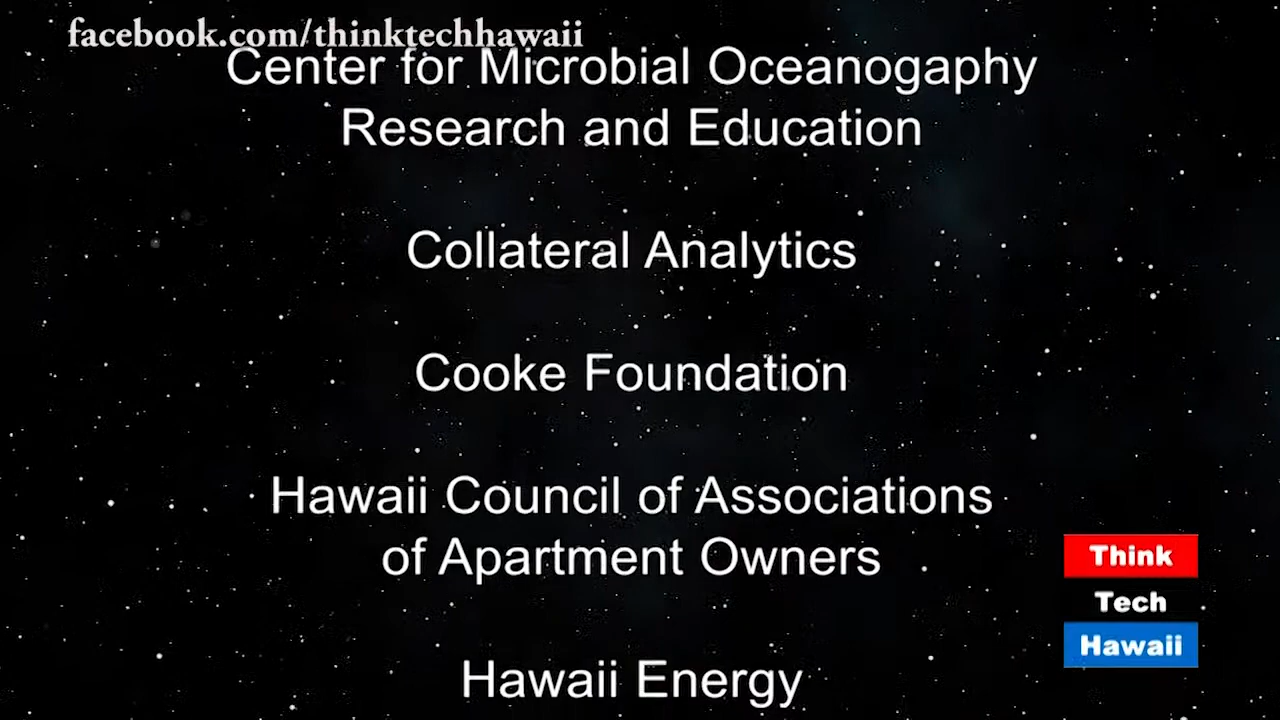 facebook.com/thinktechhawaii
Center for Microbial Oceanogaphy
Research and Education
Collateral Analytics
Cooke Foundation
Hawaii Council of Associations
of Apartment Owners
Hawaii Energy
Think
Tech
Hawaii